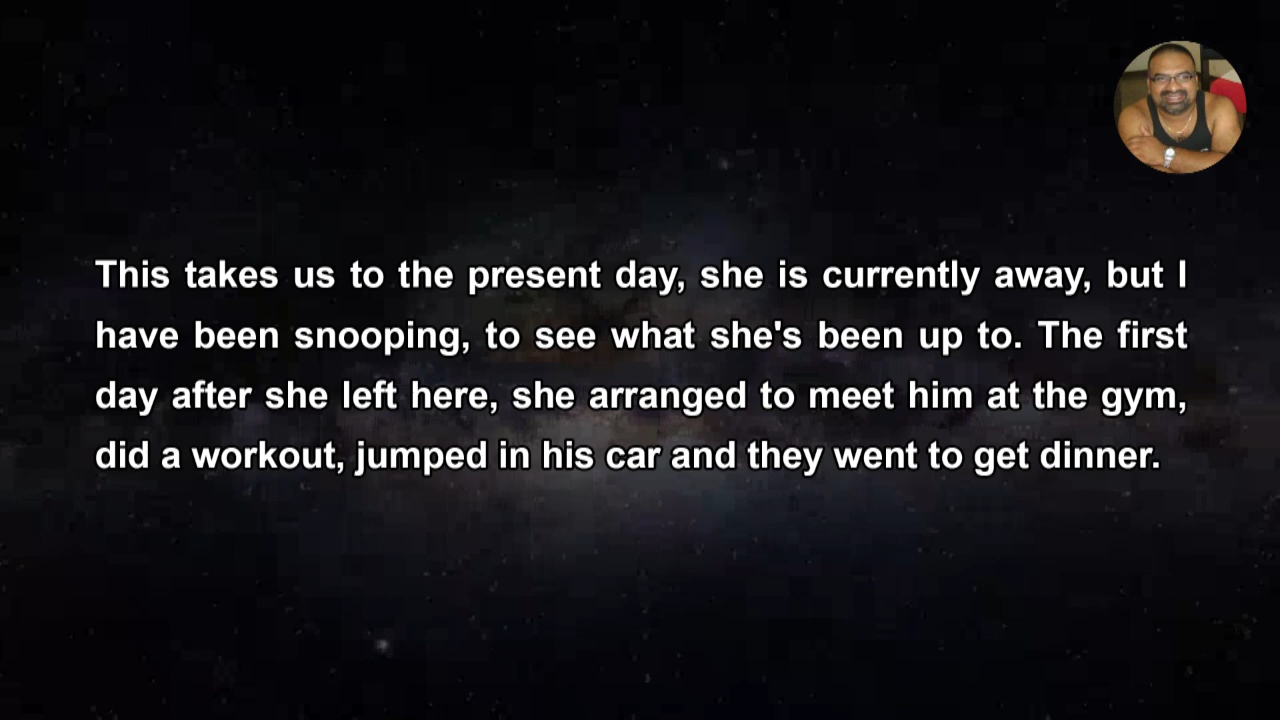 This takes us to the present day, she is currently away, but I
have been snooping, to see what she's been up to. The first
day after she left here, she arranged to meet him at the gym,
did a workout, jumped in his car and they went to get dinner.